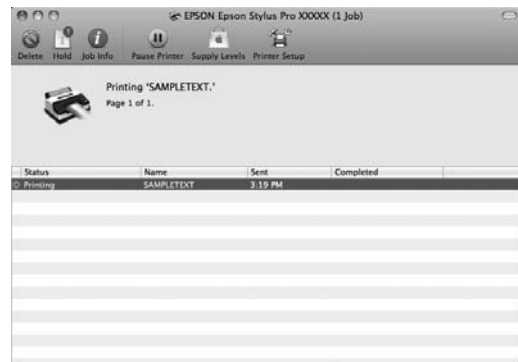 EPSON Epson Stylus Pro XXXXX (1 Job)
Delete Hold Job Info Pause Printer Supply Levels Printer Setup
Printing 'SAMPLETEXT.'
Page 1 of 1.
Status Name Sent Completed
Printing SAMPLETEXT 3:19 PM